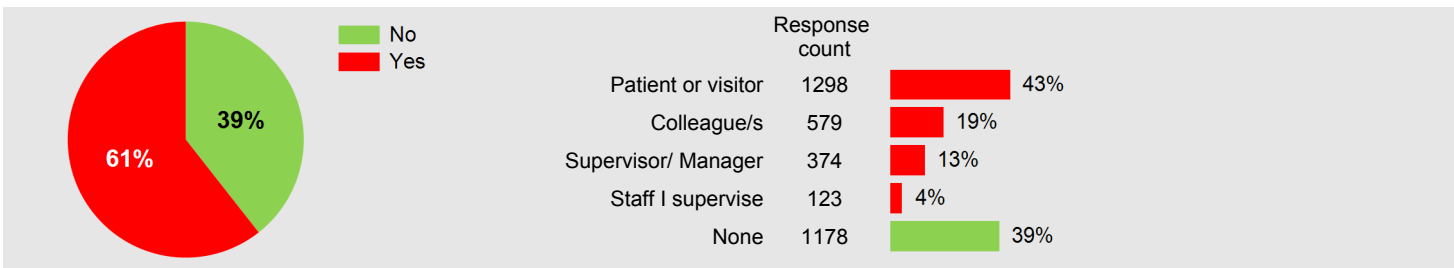 39%
61%
No
Yes
Response
count
Patient or visitor 1298 43%
Colleague/s 579 19%
Supervisor/ Manager 374 13%
Staff I supervise 123 4%
None 1178 39%